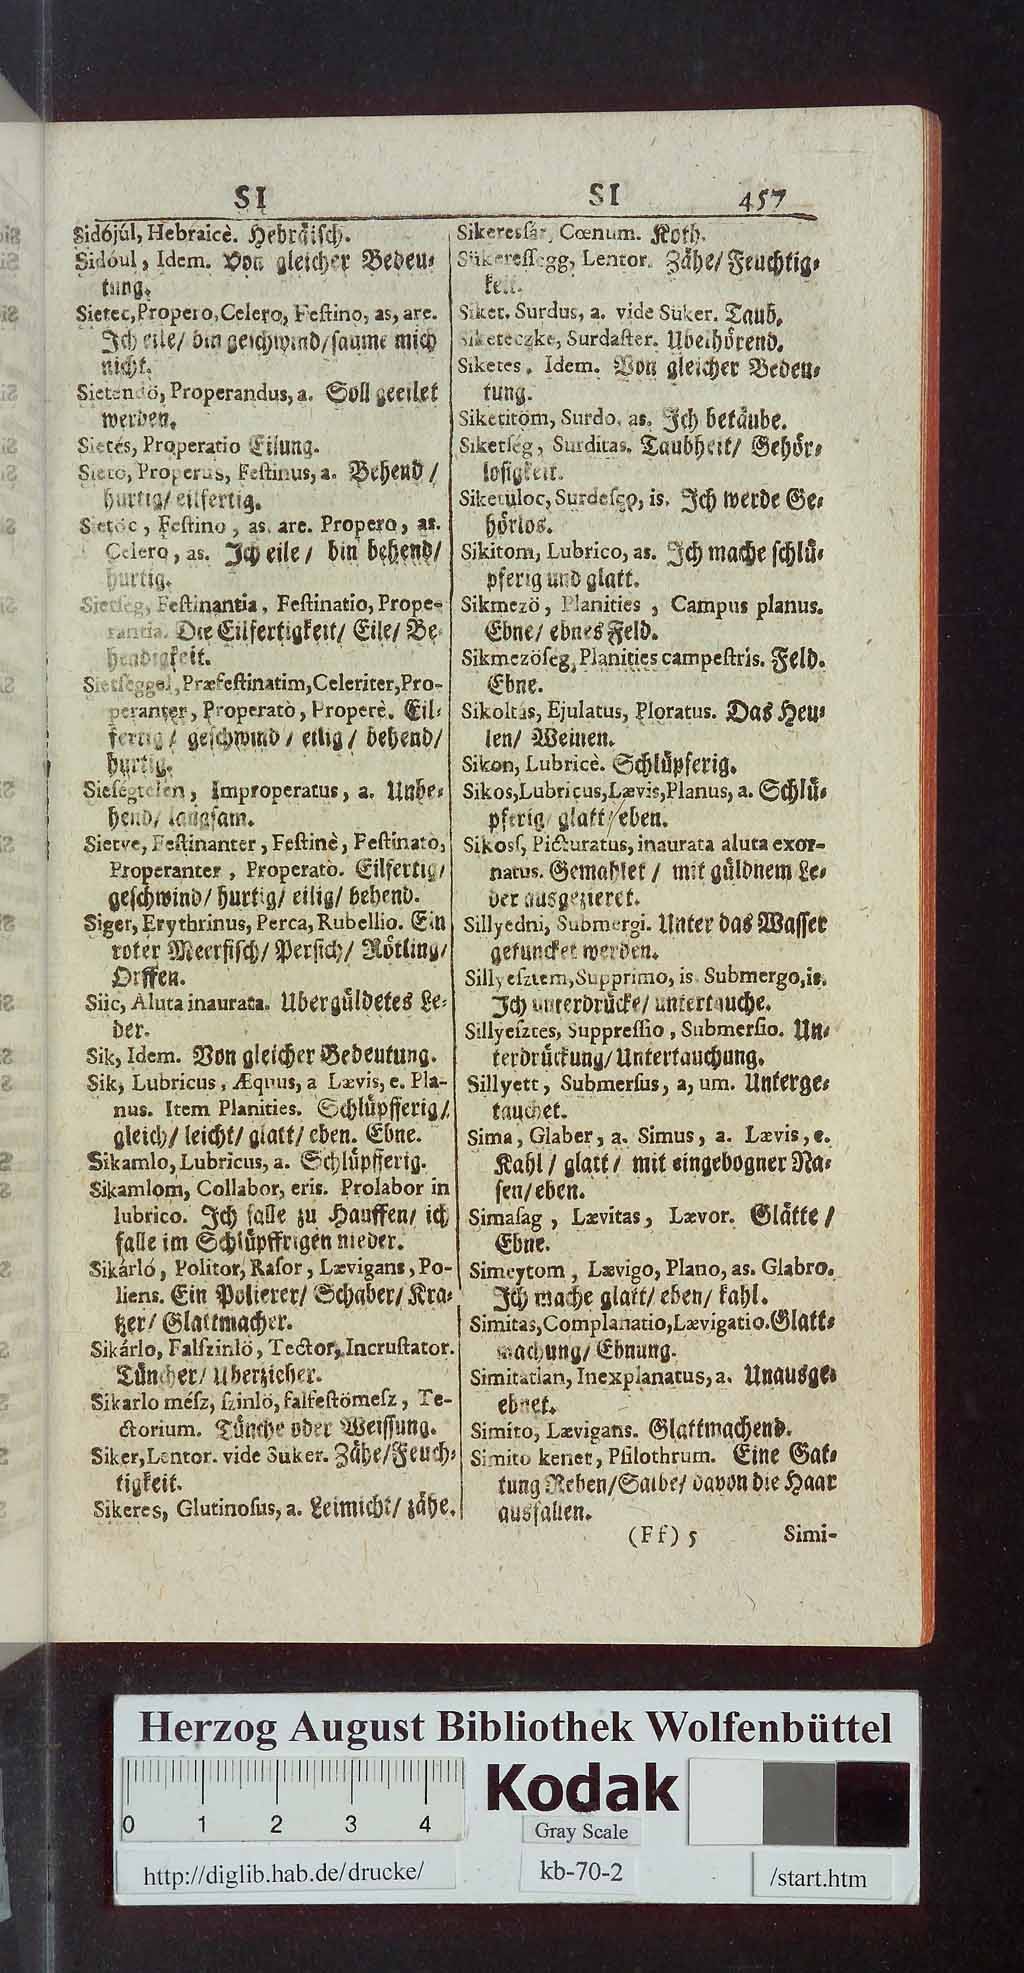 SI
SI 457
Sidójúl, Hebraicè. Hebräisch.
Sidóul, Idem. Von gleicher Bedeu-
tung.
Sietec, Propero, Celero, Festino, as, are.
Ich eile/ bin geschwind/ saume mich
nicht.
Sietendö, Properandus, a. Soll geeilet
werden.
Sietés, Properatio Eilung.
Sietö, Properus, Festinus, a. Behend/
hurtig/ eilfertig.
Sietöc, Festino, as. are. Propero, as.
Celero, as. Ich eile/ bin behend/
hurtig.
Sietség, Festinantia, Festinatio, Prope-
rantia. Die Eilfertigkeit/ Eile/ Be-
hendigkeit.
Sietséggel, Præfestinatim, Celeriter, Pro-
peranter, Properatò, Properè. Eil-
fertig/ geschwind/ eilig/ behend/
hurtig.
Sieségtelen, Improperatus, a. Unbe-
hend/ langsam.
Sietve, Festinanter, Festinè, Festinatò,
Properanter, Properatò. Eilfertig/
geschwind/ hurtig/ eilig/ behend.
Siger, Erythrinus, Perca, Rubellio. Ein
roter Meerfisch/ Persich/ Rötling/
Orffen.
Siic, Aluta inaurata. Ubergüldetes Le-
der.
Sik, Idem. Von gleicher Bedeutung.
Sik, Lubricus, Æquus, a Lævis, e. Pla-
nus. Item Planities. Schlüpfferig/
gleich/ leicht/ glatt/ eben. Ebne.
Sikamlo, Lubricus, a. Schlüpfferig.
Sikamlom, Collabor, eris. Prolabor in
lubrico. Ich falle zu Hauffen/ ich
falle im Schlüpffrigen nieder.
Sikárló, Politor, Rasor, Lævigans, Po-
liens. Ein Polierer/ Schaber/ Kra-
tzer/ Glattmacher.
Sikárlo, Falszinlö, Tector, Incrustator.
Tüncher/ Uberzieher.
Sikarlo mész, szinlö, falfestömesz, Te-
ctorium. Tünche oder Weissung.
Siker, Lentor. vide Suker. Zähe/ Feuch-
tigkeit.
Sikeres, Glutinosus, a. Leimicht/ zähe.
Sikeressár, Cœnum. Koth.
Sükeressegg, Lentor. Zähe/ Feuchtig-
keit.
Siket. Surdus, a. vide Süker. Taub.
Siketeczke, Surdaster. Ubelhörend.
Siketes, Idem. Von gleicher Bedeu-
tung.
Siketitöm, Surdo, as. Ich betäube.
Siketség, Surditas. Taubheit/ Gehör-
losigkeit.
Siketuloc, Surdesco, is. Ich werde Ge-
hörlos.
Sikitom, Lubrico, as. Ich mache schlü-
pferig und glatt.
Sikmezö, Planities, Campus planus.
Ebne/ ebnes Feld.
Sikmezöseg, Planities campestris. Feld.
Ebne.
Sikoltás, Ejulatus, Ploratus. Das Heu-
len/ Weinen.
Sikon, Lubricè. Schlüpferig.
Sikos, Lubricus, Lævis, Planus, a. Schlü-
pferig/ glatt/ eben.
Sikoss, Picturatus, inaurata aluta exor-
natus. Gemahlet/ mit güldnem Le-
der ausgezieret.
Sillyedni, Submergi. Unter das Wasser
getuncket werden.
Sillyesztem, Supprimo, is. Submergo, is.
Ich unterdrücke/ untertauche.
Sillyesztes, Suppressio, Submersio. Un-
terdrückung/ Untertauchung.
Sillyett, Submersus, a, um. Unterge-
tauchet.
Sima, Glaber, a. Simus, a. Lævis, e.
Kahl/ glatt/ mit eingebogner Na-
sen/ eben.
Simasag, Lævitas, Lævor. Glätte/
Ebne.
Simeytom, Lævigo, Plano, as. Glabro.
Ich mache glatt/ eben/ kahl.
Simitas, Complanatio, Lævigatio. Glatt-
machung/ Ebnung.
Simitatlan, Inexplanatus, a. Unausge-
ebnet.
Simito, Lævigans. Glattmachend.
Simito kenet, Psilothrum. Eine Gat-
tung Reben/ Salbe/ davon die Haar
ausfallen.
(Ff) 5 Simi-
Herzog August Bibliothek Wolfenbüttel
0 1 2 3 4
Kodak
Gray Scale
http://diglib.hab.de/drucke/ kb-70-2 /start.htm